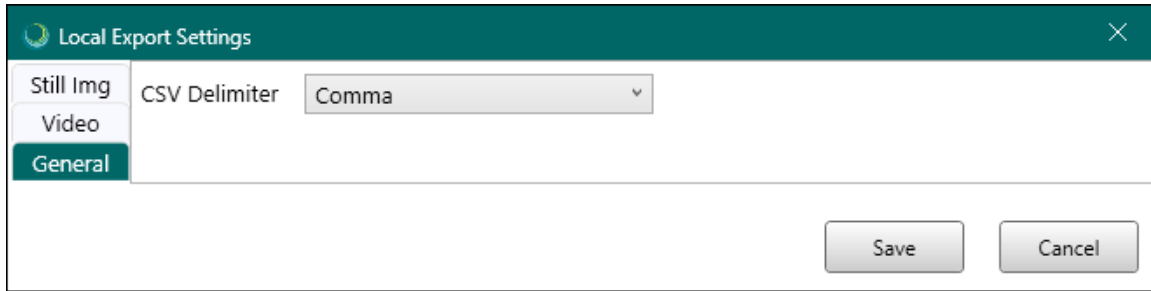 Local Export Settings
Still Img
CSV Delimiter Comma
Video
General
Save Cancel